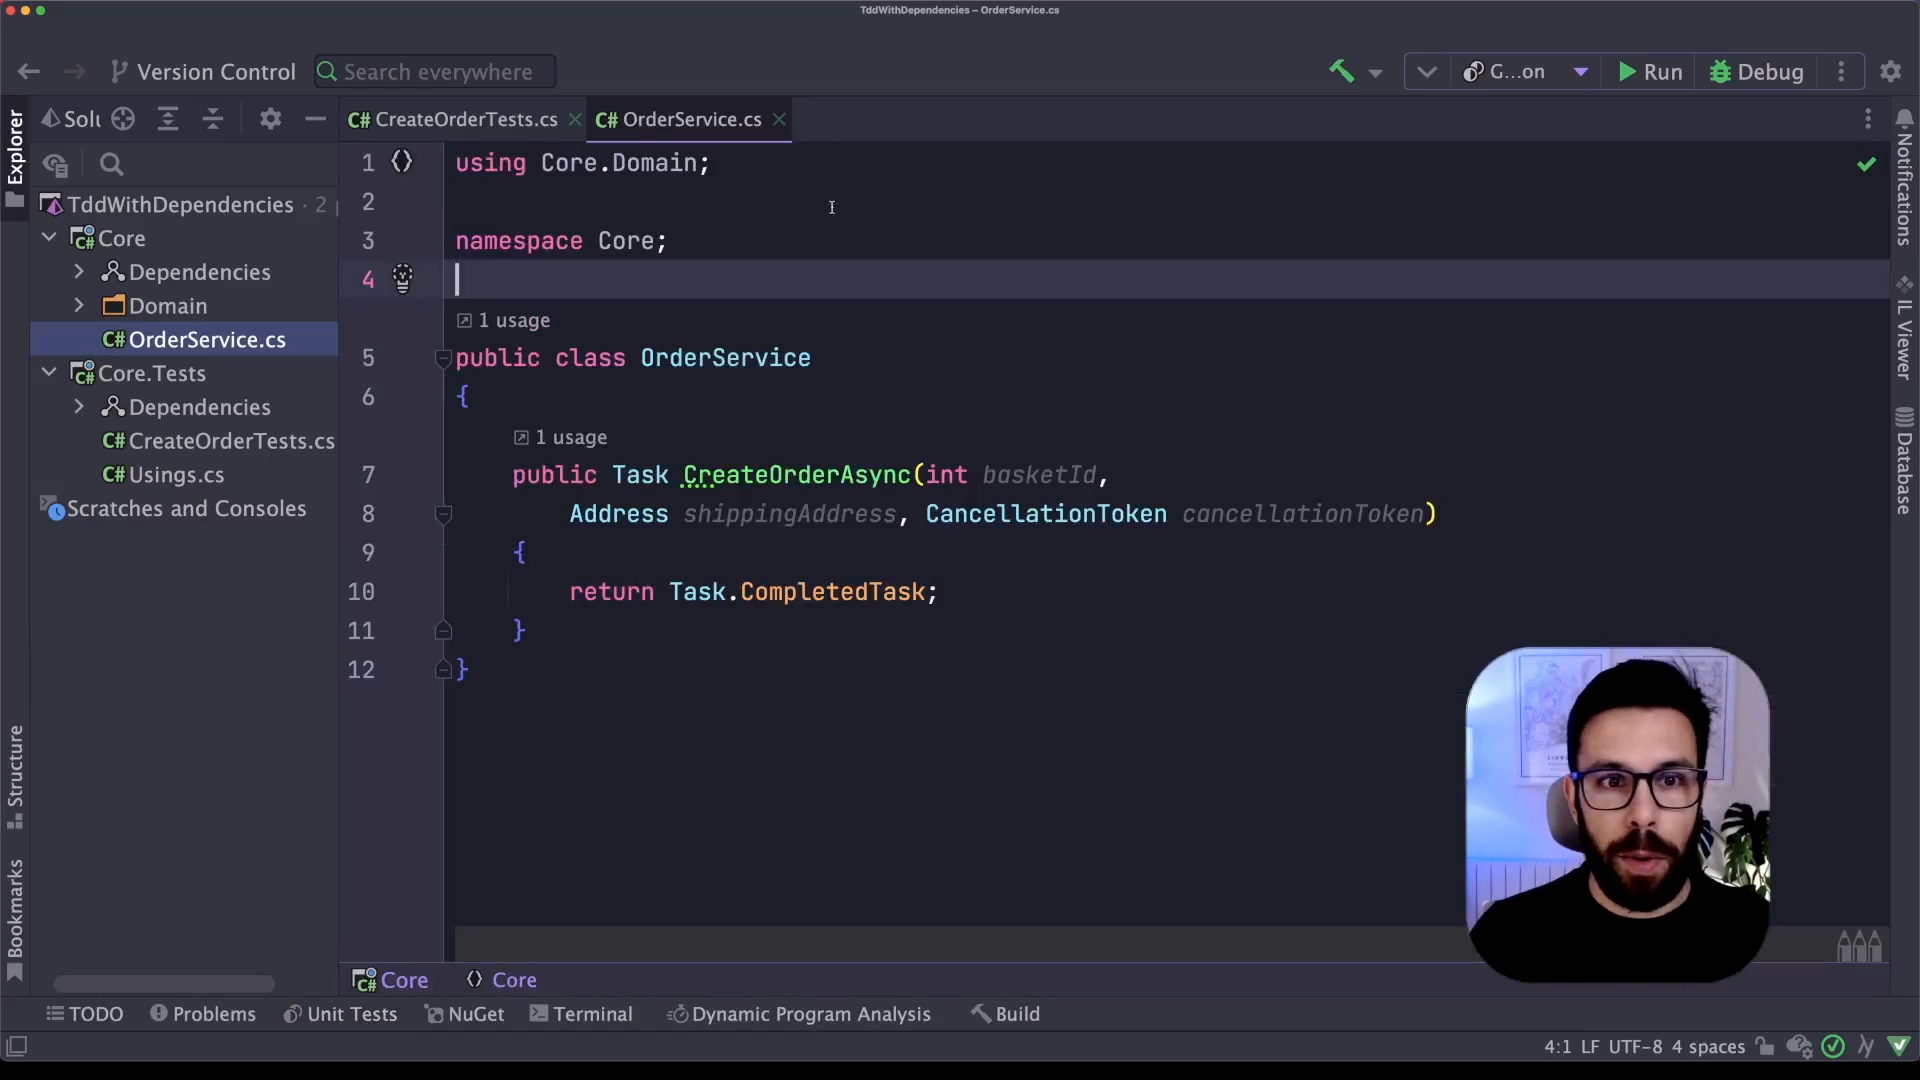 TddWithDependencies – OrderService.cs
Version Control
Search everywhere
G...on
Run
Debug
Explorer
Solu
CreateOrderTests.cs
OrderService.cs
TddWithDependencies · 2
Core
Dependencies
Domain
OrderService.cs
Core.Tests
Dependencies
CreateOrderTests.cs
Usings.cs
Scratches and Consoles
1 using Core.Domain;
2
3 namespace Core;
4
1 usage
5 public class OrderService
6 {
1 usage
7 public Task CreateOrderAsync(int basketId,
8 Address shippingAddress, CancellationToken cancellationToken)
9 {
10 return Task.CompletedTask;
11 }
12 }
Notifications
IL Viewer
Database
Structure
Bookmarks
Core
Core
TODO
Problems
Unit Tests
NuGet
Terminal
Dynamic Program Analysis
Build
4:1 LF UTF-8 4 spaces